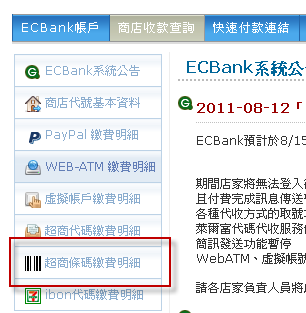 ECBank帳戶 商店收款查詢 快速付款連結
ECBank系統公告
商店代號基本資料
PayPal 繳費明細
WEB-ATM 繳費明細
虛擬帳戶繳費明細
超商代碼繳費明細
超商條碼繳費明細
ibon代碼繳費明細
ECBank系統公
2011-08-12「
ECBank預計於8/15
期間店家將無法登入
且付費完成訊息傳送
各種代收方式的取號
萊爾富代碼代收服務
簡訊發送功能暫停
WebATM、虛擬帳號
請各店家負責人員將